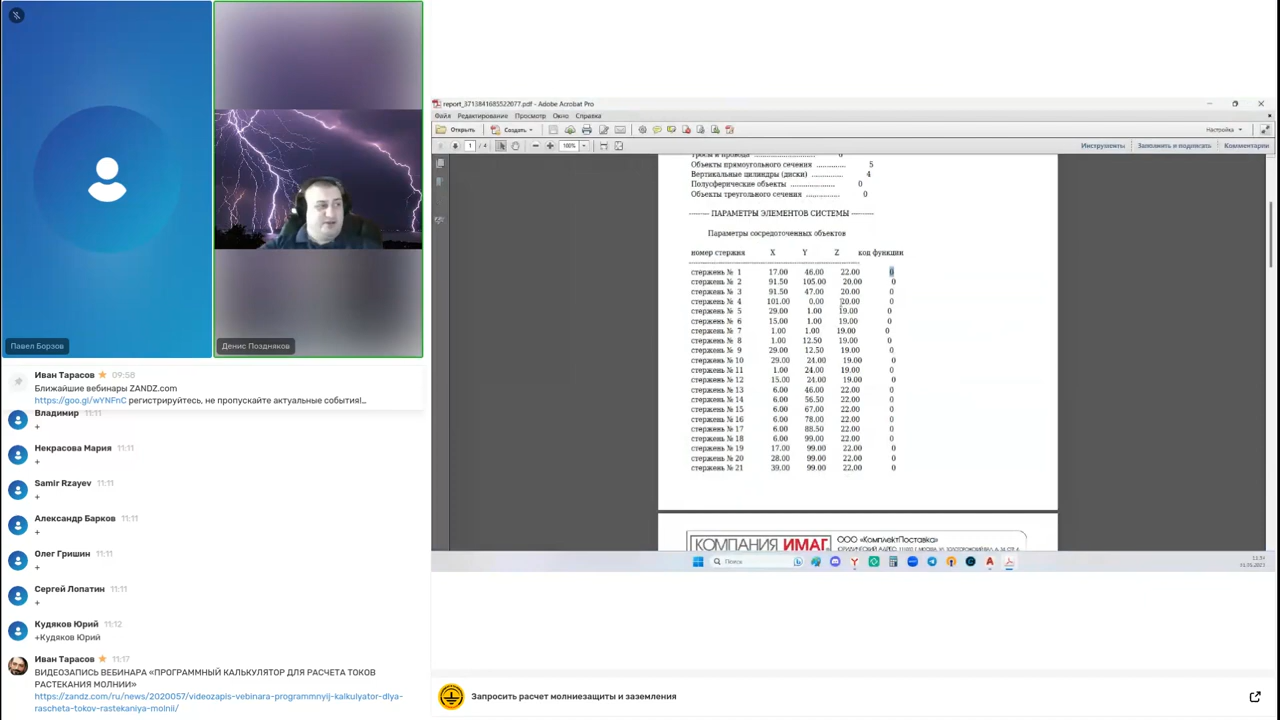 Павел Борзов
Денис Поздняков
Иван Тарасов 09:58
Ближайшие вебинары ZANDZ.com
https://goo.gl/wYNFnC регистрируйтесь, не пропускайте актуальные события!...
Владимир 11:11
+
Некрасова Мария 11:11
+
Samir Rzayev 11:11
+
Александр Барков 11:11
+
Олег Гришин 11:11
+
Сергей Лопатин 11:11
+
Кудяков Юрий 11:12
+Кудяков Юрий
Иван Тарасов 11:17
ВИДЕОЗАПИСЬ ВЕБИНАРА «ПРОГРАММНЫЙ КАЛЬКУЛЯТОР ДЛЯ РАСЧЕТА ТОКОВ
РАСТЕКАНИЯ МОЛНИИ»
https://zandz.com/ru/news/2020057/videozapis-vebinara-programmnyij-kalkulyator-dlya-
rascheta-tokov-rastekaniya-molnii/
report_3713841685522077.pdf - Adobe Acrobat Pro
Файл Редактирование Просмотр Окно Справка
Открыть Создать Настройка
1 / 4 100% Инструменты Заполнить и подписать Комментарии
Тросы и провода .......................... 0
Объекты прямоугольного сечения ............ 5
Вертикальные цилиндры (диски) ............. 4
Полусферические объекты .................. 0
Объекты треугольного сечения .............. 0
-------- ПАРАМЕТРЫ ЭЛЕМЕНТОВ СИСТЕМЫ --------
Параметры сосредоточенных объектов
номер стержня X Y Z код функции
стержень № 1 17.00 46.00 22.00 0
стержень № 2 91.50 105.00 20.00 0
стержень № 3 91.50 47.00 20.00 0
стержень № 4 101.00 0.00 20.00 0
стержень № 5 29.00 1.00 19.00 0
стержень № 6 15.00 1.00 19.00 0
стержень № 7 1.00 1.00 19.00 0
стержень № 8 1.00 12.50 19.00 0
стержень № 9 29.00 12.50 19.00 0
стержень № 10 29.00 24.00 19.00 0
стержень № 11 1.00 24.00 19.00 0
стержень № 12 15.00 24.00 19.00 0
стержень № 13 6.00 46.00 22.00 0
стержень № 14 6.00 56.50 22.00 0
стержень № 15 6.00 67.00 22.00 0
стержень № 16 6.00 78.00 22.00 0
стержень № 17 6.00 88.50 22.00 0
стержень № 18 6.00 99.00 22.00 0
стержень № 19 17.00 99.00 22.00 0
стержень № 20 28.00 99.00 22.00 0
стержень № 21 39.00 99.00 22.00 0
КОМПАНИЯ ИМАГ ООО «КомплектПоставка»
Поиск
Запросить расчет молниезащиты и заземления